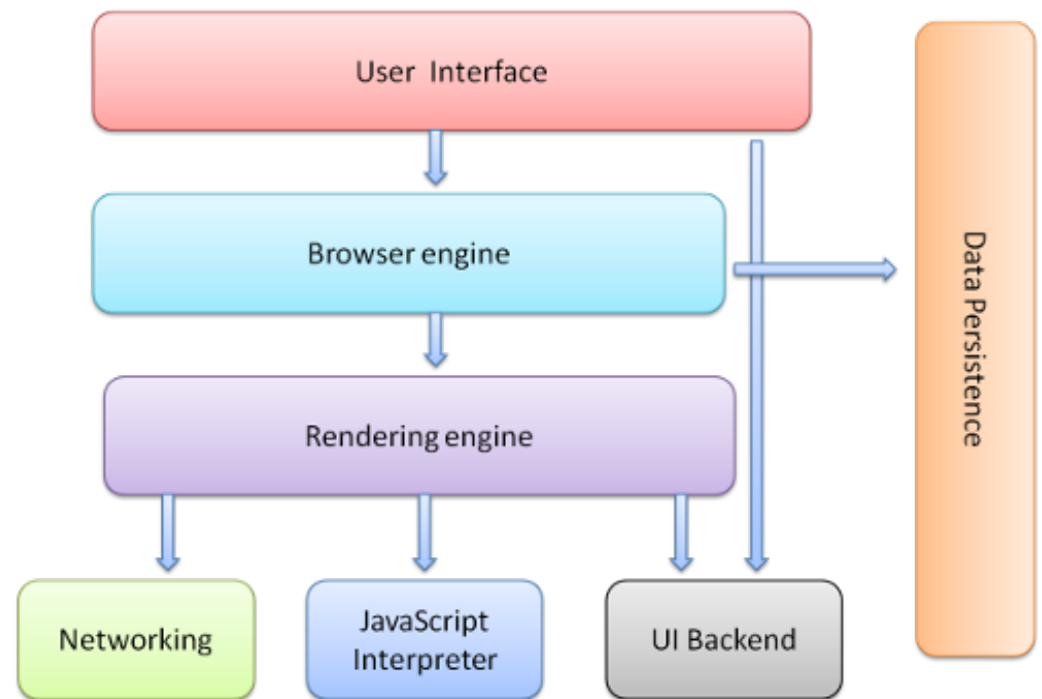 User Interface
Browser engine
Data Persistence
Rendering engine
Networking
JavaScript
Interpreter
UI Backend